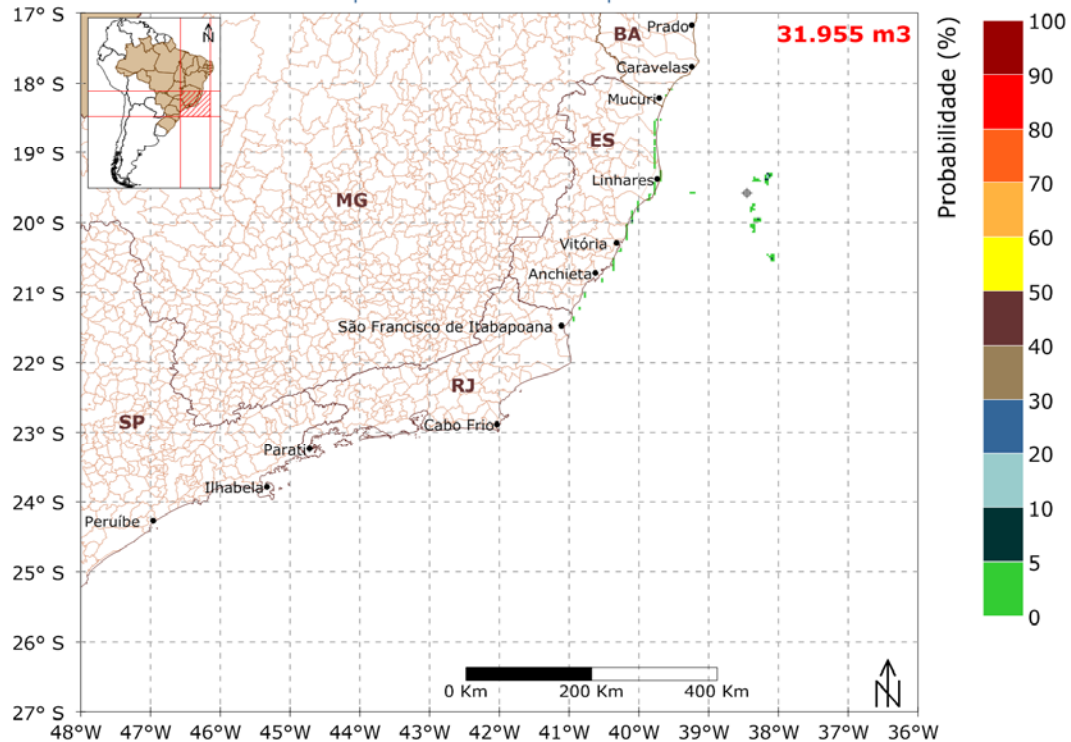 17° S
18° S
19° S
20° S
21° S
22° S
23° S
24° S
25° S
26° S
27° S
48°W
47°W
46°W
45°W
44°W
43°W
42°W
41°W
40°W
39°W
38°W
37°W
36°W
N
31.955 m3
BA
Prado
Caravelas
Mucuri
ES
Linhares
MG
Vitória
Anchieta
São Francisco de Itabapoana
RJ
SP
Cabo Frio
Parati
Ilhabela
Peruíbe
0 Km
200 Km
400 Km
N
Probabilidade (%)
100
90
80
70
60
50
40
30
20
10
5
0